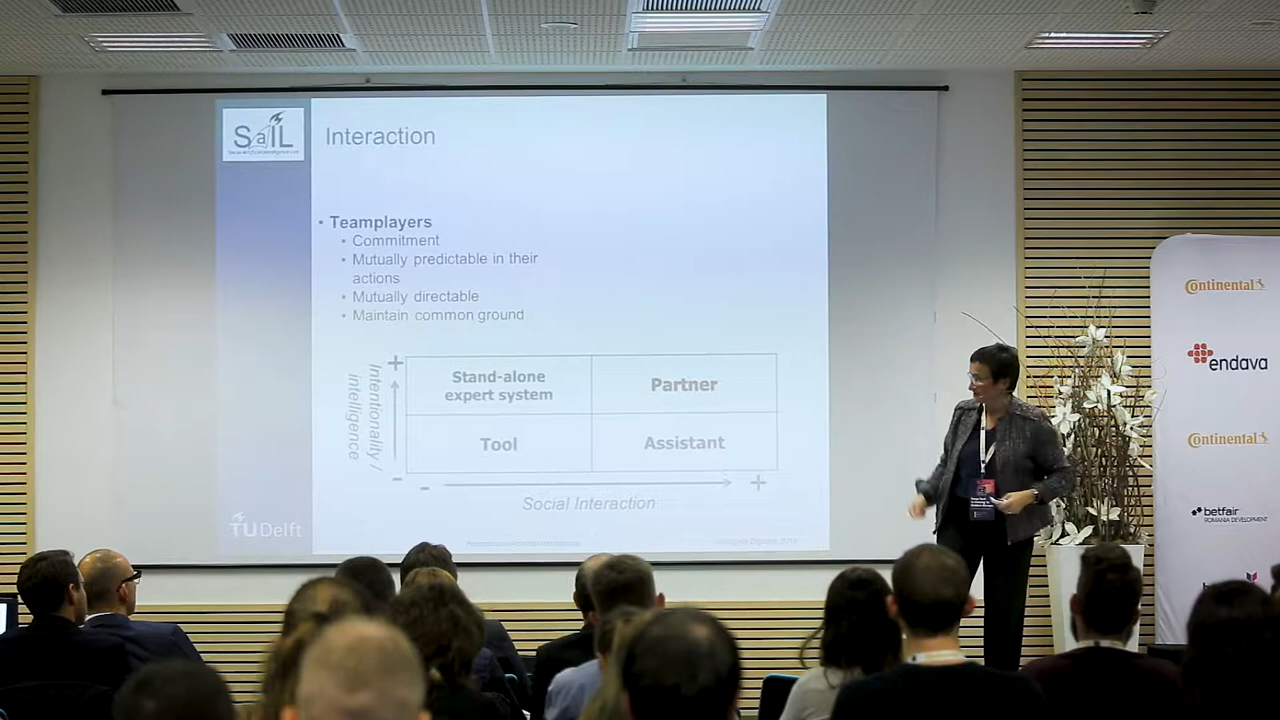 SaIL
Interaction
• Teamplayers
• Commitment
• Mutually predictable in their
actions
• Mutually directable
• Maintain common ground
+
Intentionality /
intelligence
Stand-alone
expert system
Partner
Tool
Assistant
-
- +
Social Interaction
TU Delft
Continental
endava
Continental
betfair
ROMANIA DEVELOPMENT